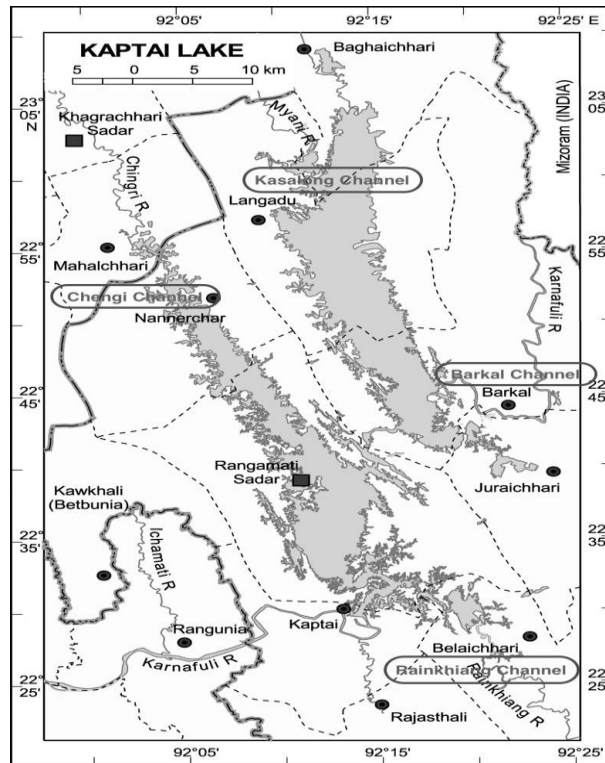 92°05' 92°15' 92°25' E
KAPTAI LAKE
5 0 5 10 km
Baghaichhari
23° 05' N
23° 05'
Khagrachhari Sadar
Myani R
Mizoram (INDIA)
Chingri R
Kasalong Channel
Langadu
22° 55'
22° 55'
Mahalchhari
Karnafuli R
Chengi Channel
Nannerchar
Barkal Channel
Barkal
22° 45'
22° 45'
Rangamati Sadar
Juraichhari
Kawkhali (Betbunia)
22° 35'
22° 35'
Ichamati R
Kaptai
Rangunia
Belaichhari
Karnafuli R
Rainkhiang Channel
22° 25'
22° 25'
Rainkhiang R
Rajasthali
92°05' 92°15' 92°25'